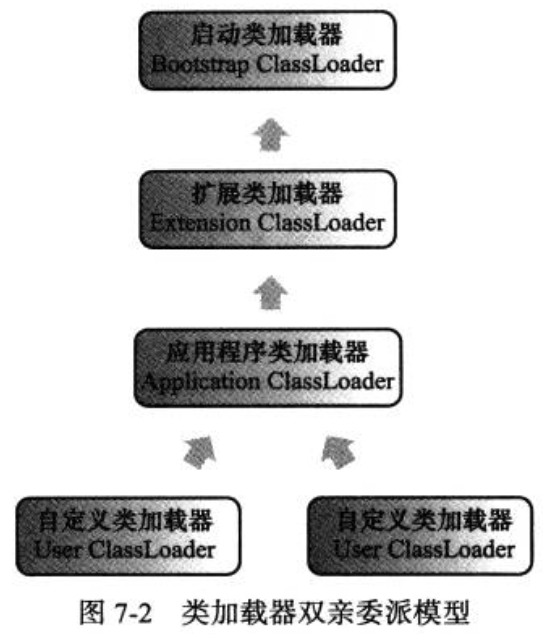 启动类加载器
Bootstrap ClassLoader
扩展类加载器
Extension ClassLoader
应用程序类加载器
Application ClassLoader
自定义类加载器
User ClassLoader
自定义类加载器
User ClassLoader
图 7-2 类加载器双亲委派模型